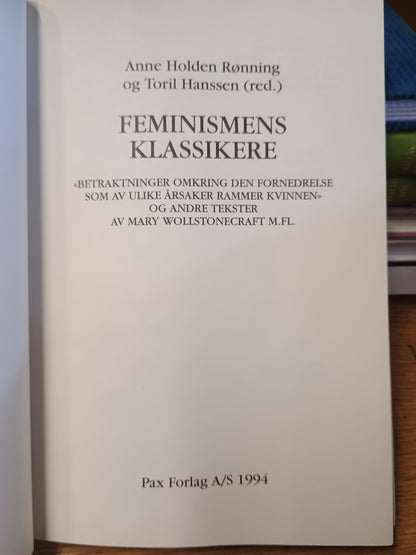 Anne Holden Rønning
og Toril Hanssen (red.)
FEMINISMENS
KLASSIKERE
«BETRAKTNINGER OMKRING DEN FORNEDRELSE
SOM AV ULIKE ÅRSAKER RAMMER KVINNEN»
OG ANDRE TEKSTER
AV MARY WOLLSTONECRAFT M.FL.
Pax Forlag A/S 1994